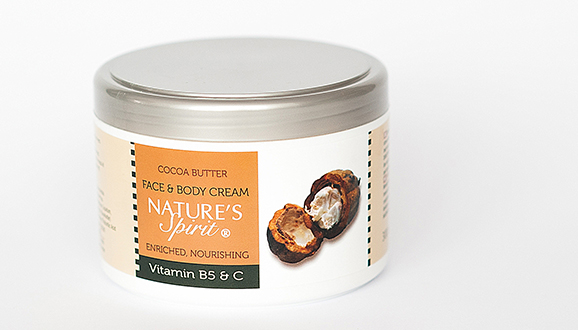 COCOA BUTTER
FACE & BODY CREAM
NATURE'S
Spirit ®
ENRICHED, NOURISHING
Vitamin B5 & C